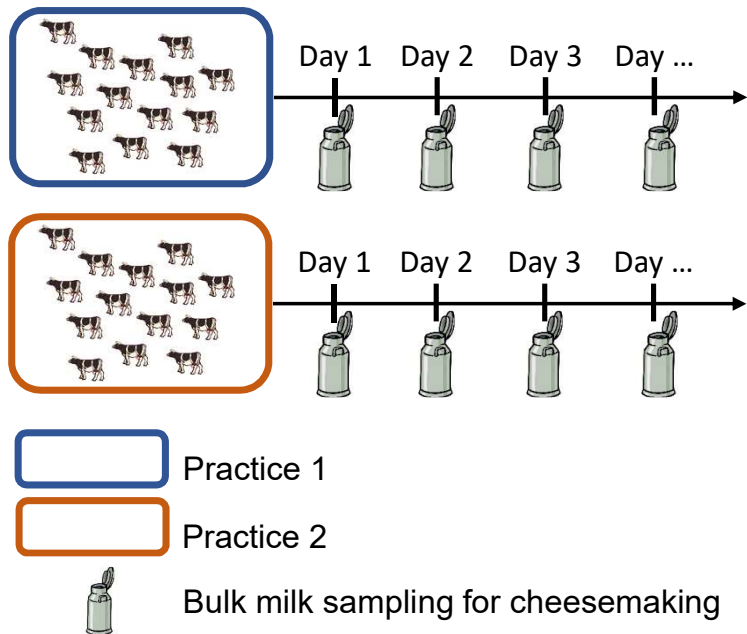 Day 1 Day 2 Day 3 Day ...
Day 1 Day 2 Day 3 Day ...
Practice 1
Practice 2
Bulk milk sampling for cheesemaking